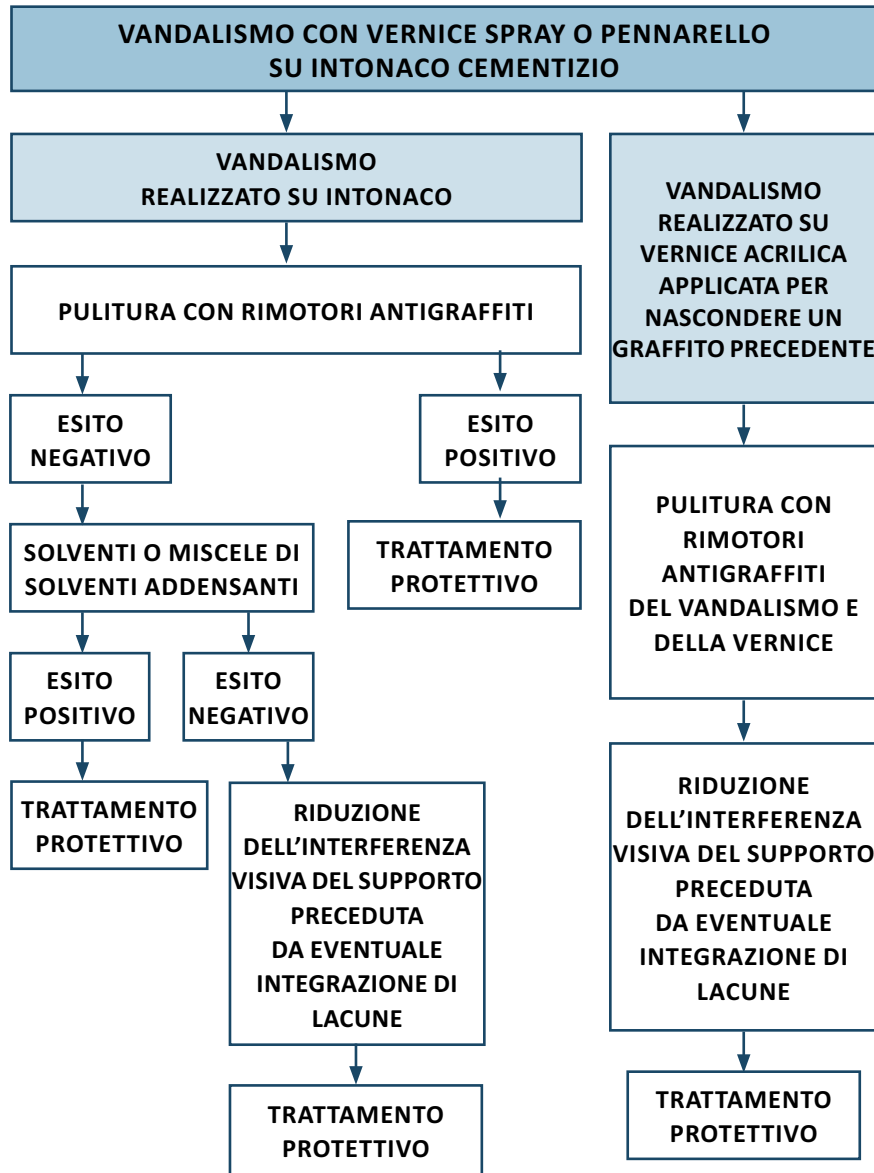 VANDALISMO CON VERNICE SPRAY O PENNARELLO
SU INTONACO CEMENTIZIO
VANDALISMO
REALIZZATO SU INTONACO
PULITURA CON RIMOTORI ANTIGRAFFITI
ESITO
NEGATIVO
ESITO
POSITIVO
SOLVENTI O MISCELE DI
SOLVENTI ADDENSANTI
TRATTAMENTO
PROTETTIVO
ESITO
POSITIVO
ESITO
NEGATIVO
TRATTAMENTO
PROTETTIVO
RIDUZIONE
DELL’INTERFERENZA
VISIVA DEL SUPPORTO
PRECEDUTA
DA EVENTUALE
INTEGRAZIONE DI
LACUNE
TRATTAMENTO
PROTETTIVO
VANDALISMO
REALIZZATO SU
VERNICE ACRILICA
APPLICATA PER
NASCONDERE UN
GRAFFITO PRECEDENTE
PULITURA CON
RIMOTORI
ANTIGRAFFITI
DEL VANDALISMO E
DELLA VERNICE
RIDUZIONE
DELL’INTERFERENZA
VISIVA DEL SUPPORTO
PRECEDUTA
DA EVENTUALE
INTEGRAZIONE DI
LACUNE
TRATTAMENTO
PROTETTIVO